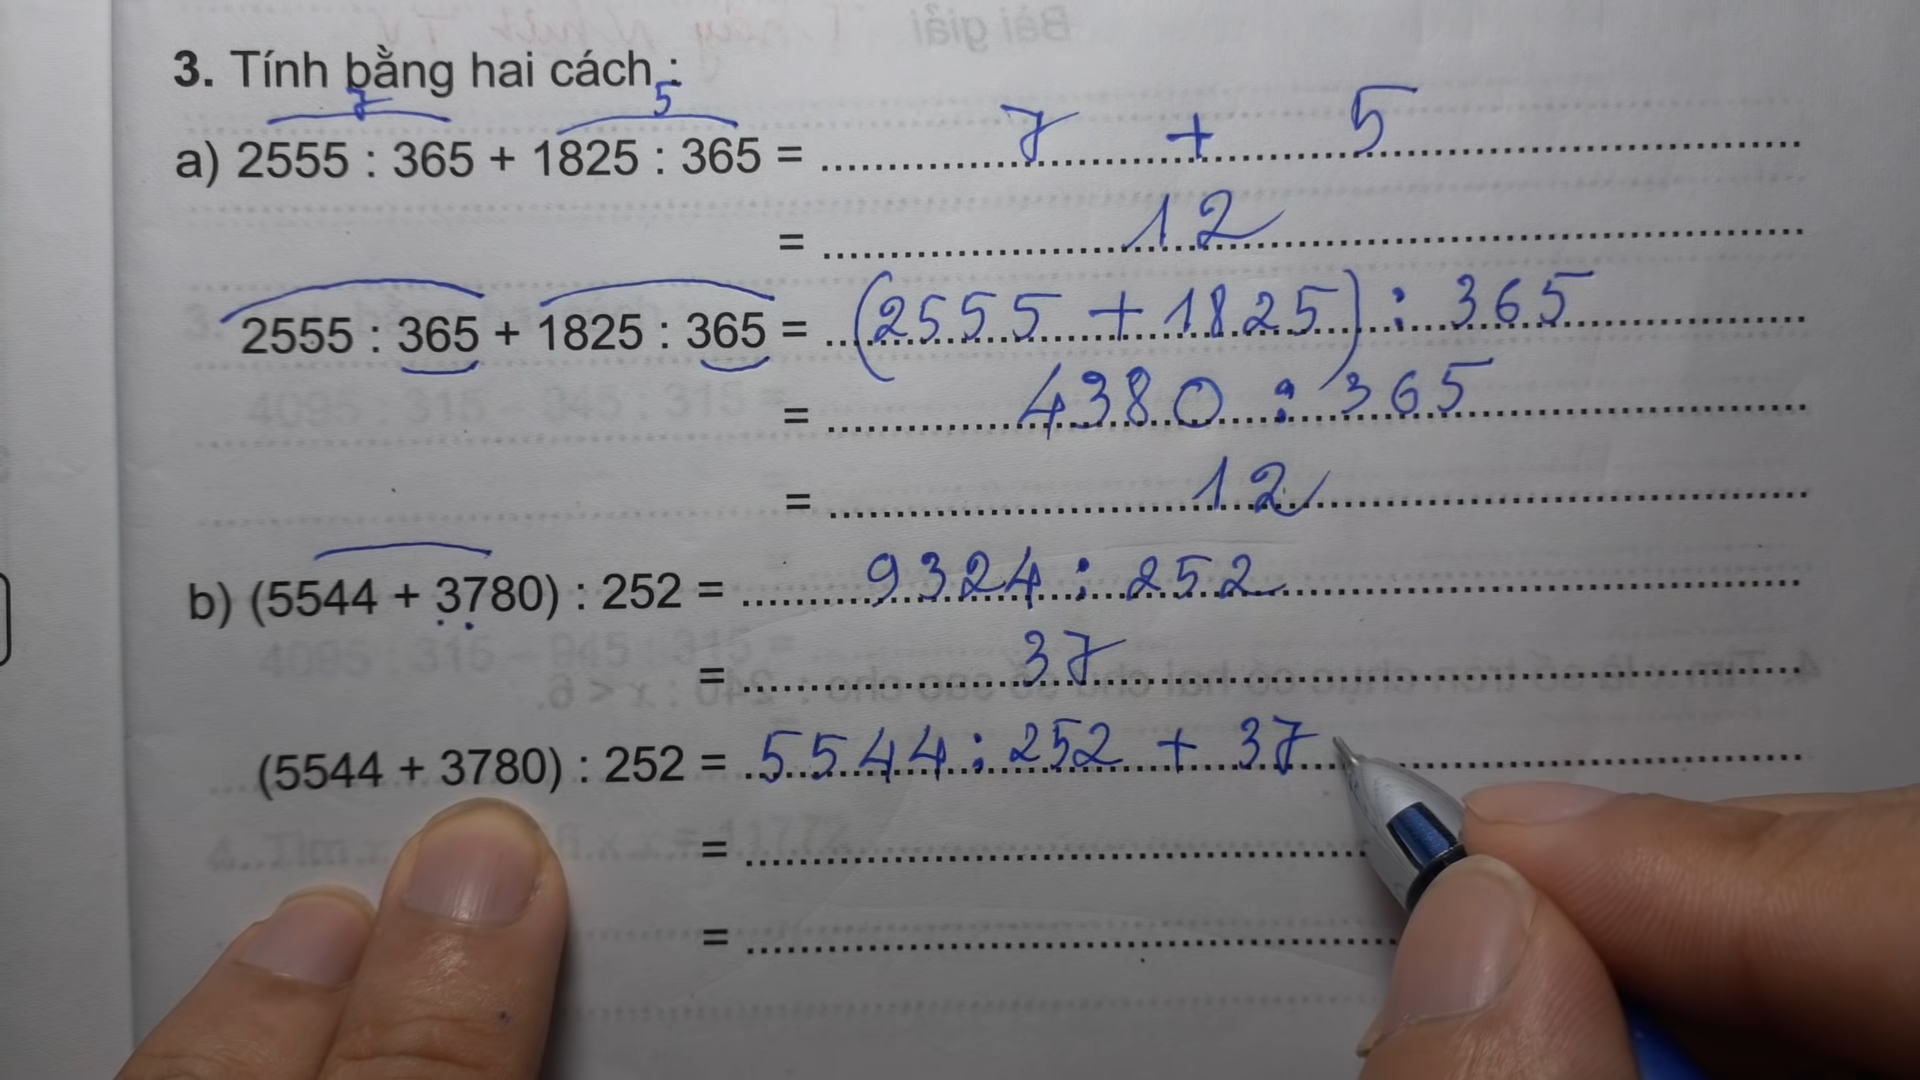 3. Tính bằng hai cách :
7 5
a) 2555 : 365 + 1825 : 365 = 7 + 5
= 12
2555 : 365 + 1825 : 365 = (2555 + 1825) : 365
= 4380 : 365
= 12
b) (5544 + 3780) : 252 = 9324 : 252
= 37
(5544 + 3780) : 252 = 5544 : 252 + 37
=
=